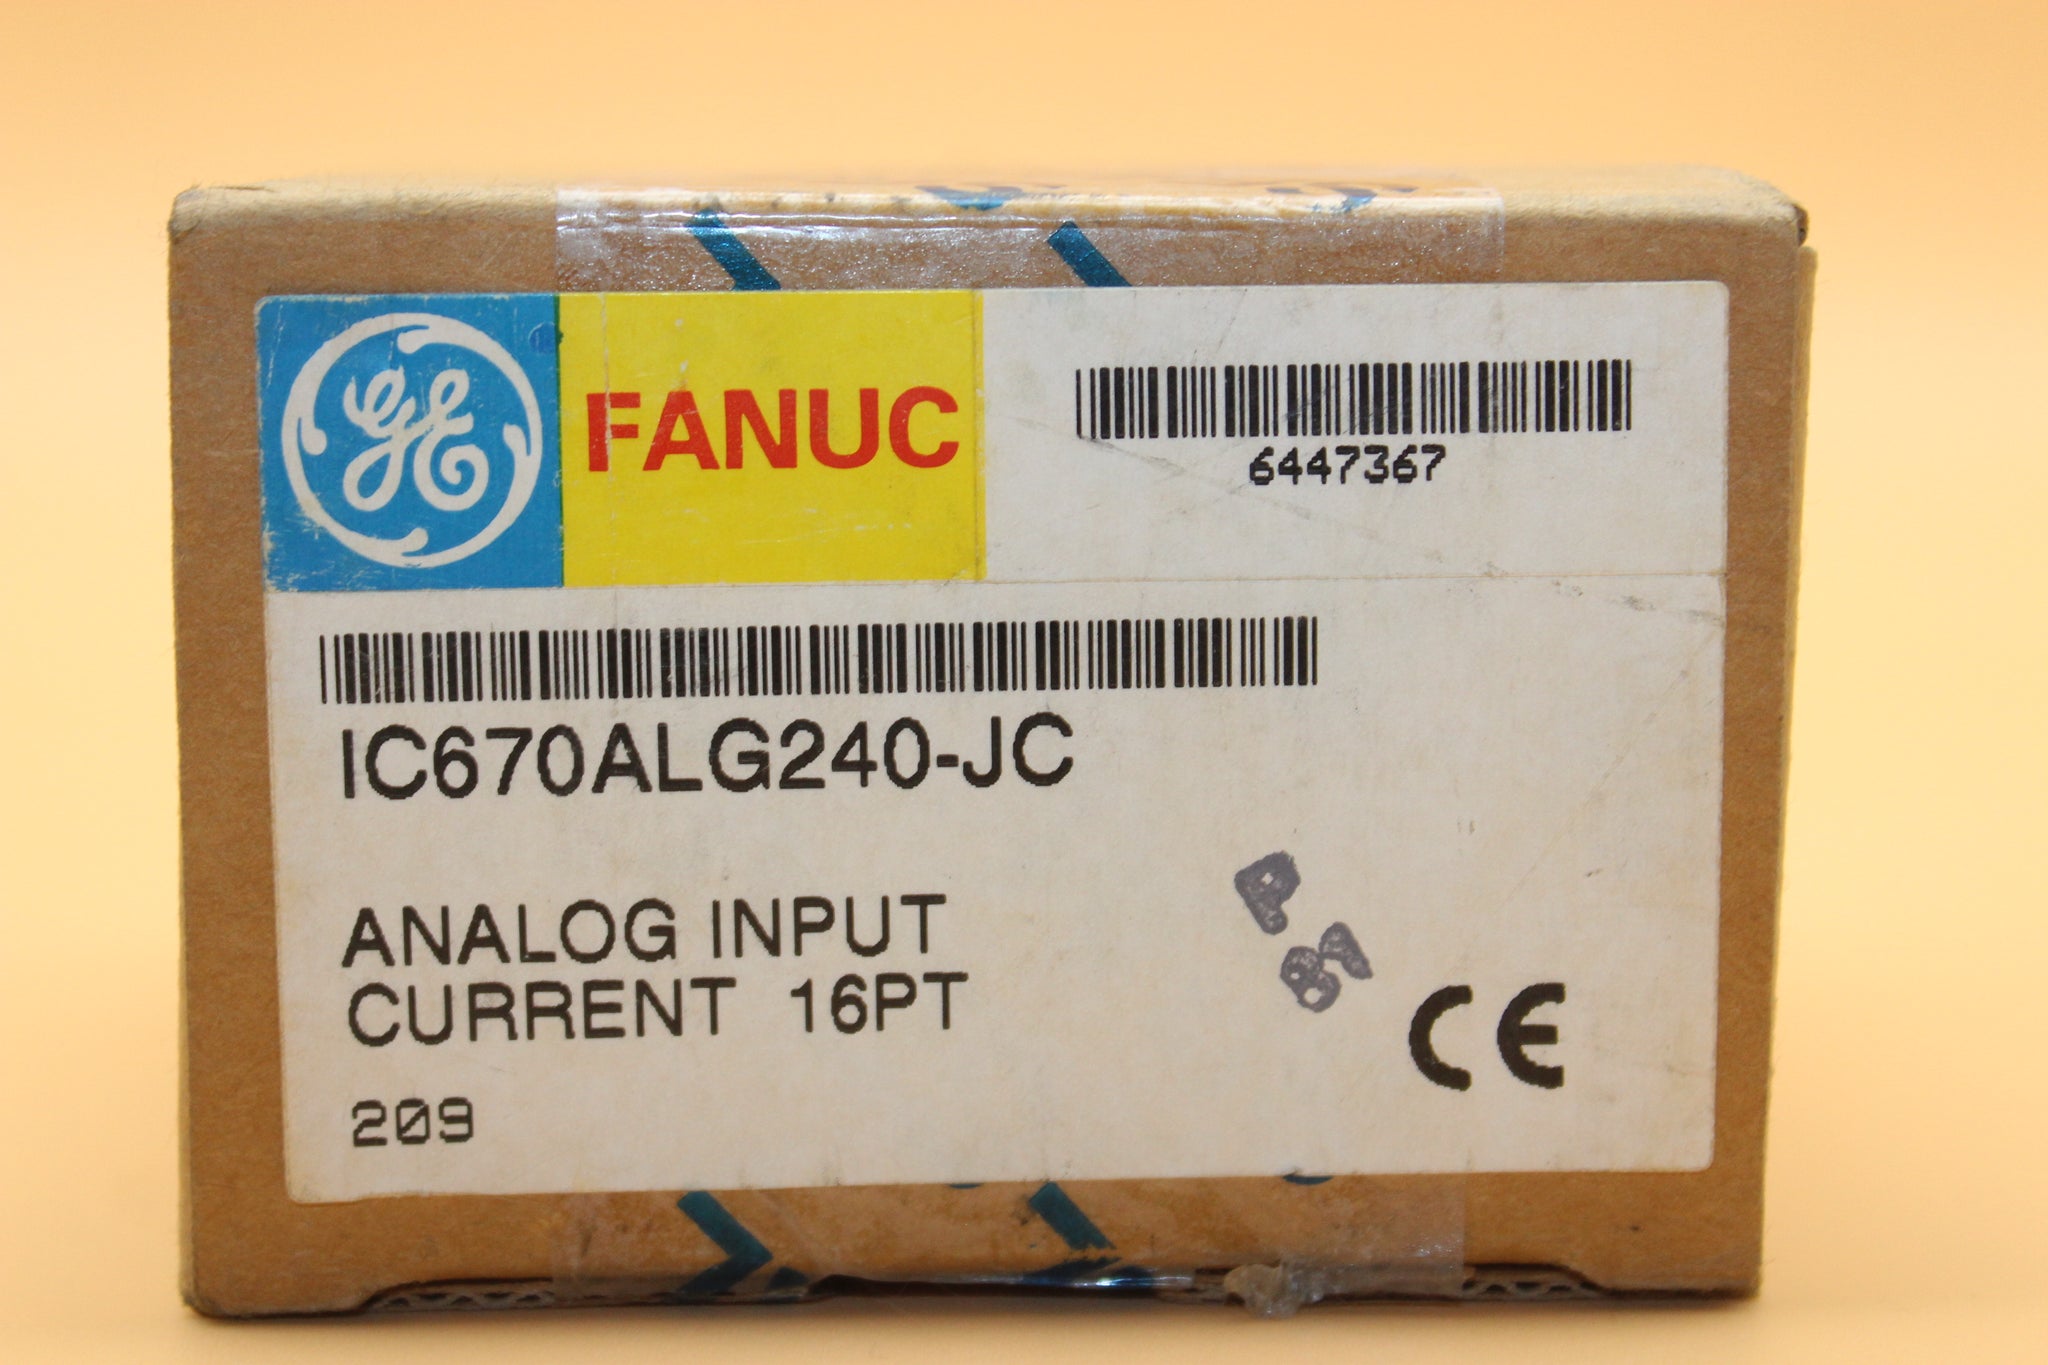 GE FANUC
6447367
IC670ALG240-JC
ANALOG INPUT
CURRENT 16PT
209
CE